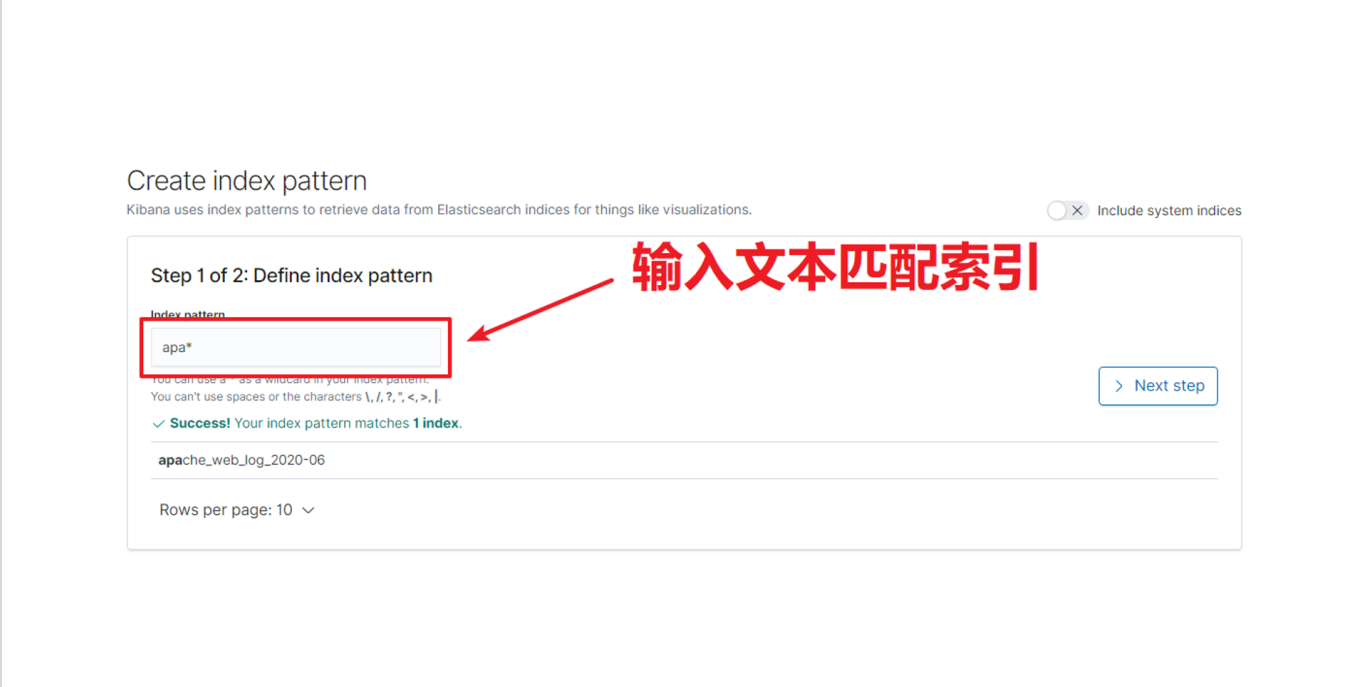 Create index pattern
Kibana uses index patterns to retrieve data from Elasticsearch indices for things like visualizations.
Include system indices
Step 1 of 2: Define index pattern
输入文本匹配索引
Index pattern
apa*
You can use a * as a wildcard in your index pattern.
You can't use spaces or the characters \, /, ?, ", <, >, |.
Next step
Success! Your index pattern matches 1 index.
apache_web_log_2020-06
Rows per page: 10